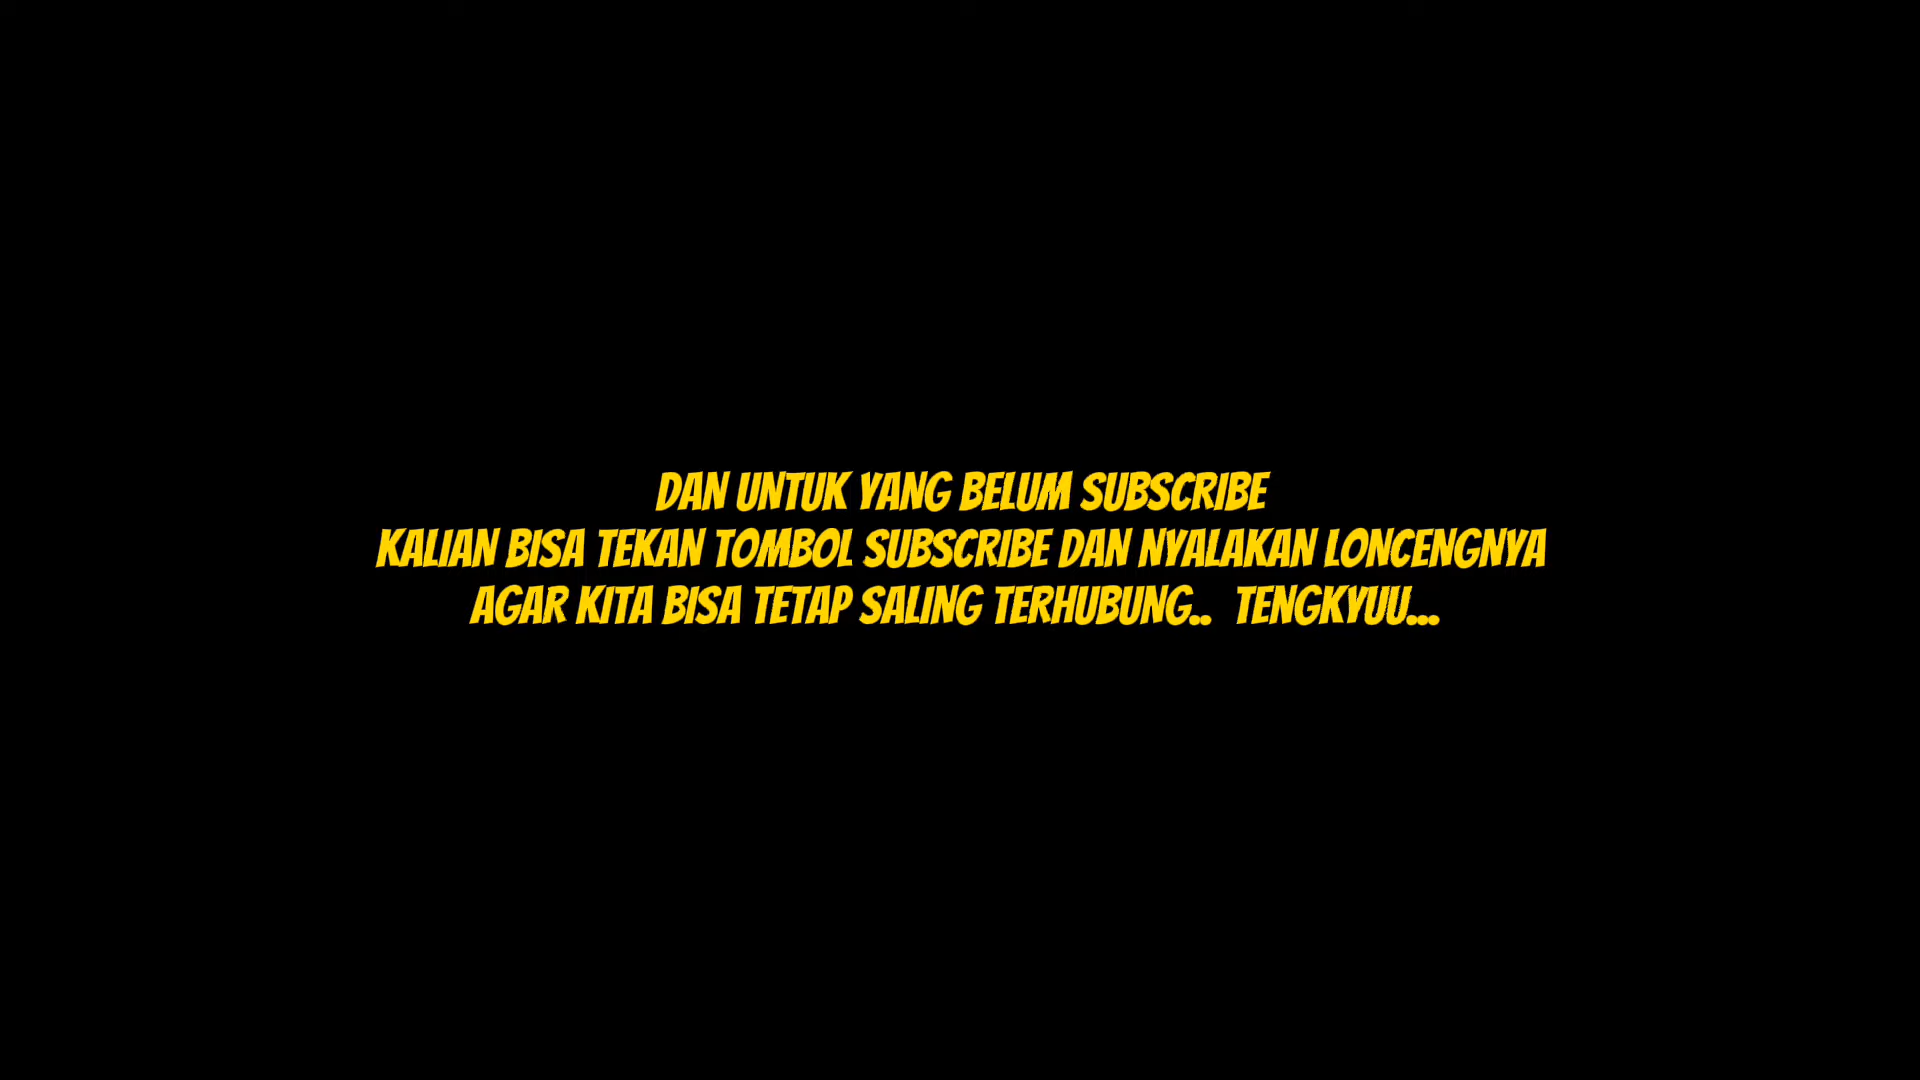 DAN UNTUK YANG BELUM SUBSCRIBE
KALIAN BISA TEKAN TOMBOL SUBSCRIBE DAN NYALAKAN LONCENGNYA
AGAR KITA BISA TETAP SALING TERHUBUNG.. TENGKYUU...